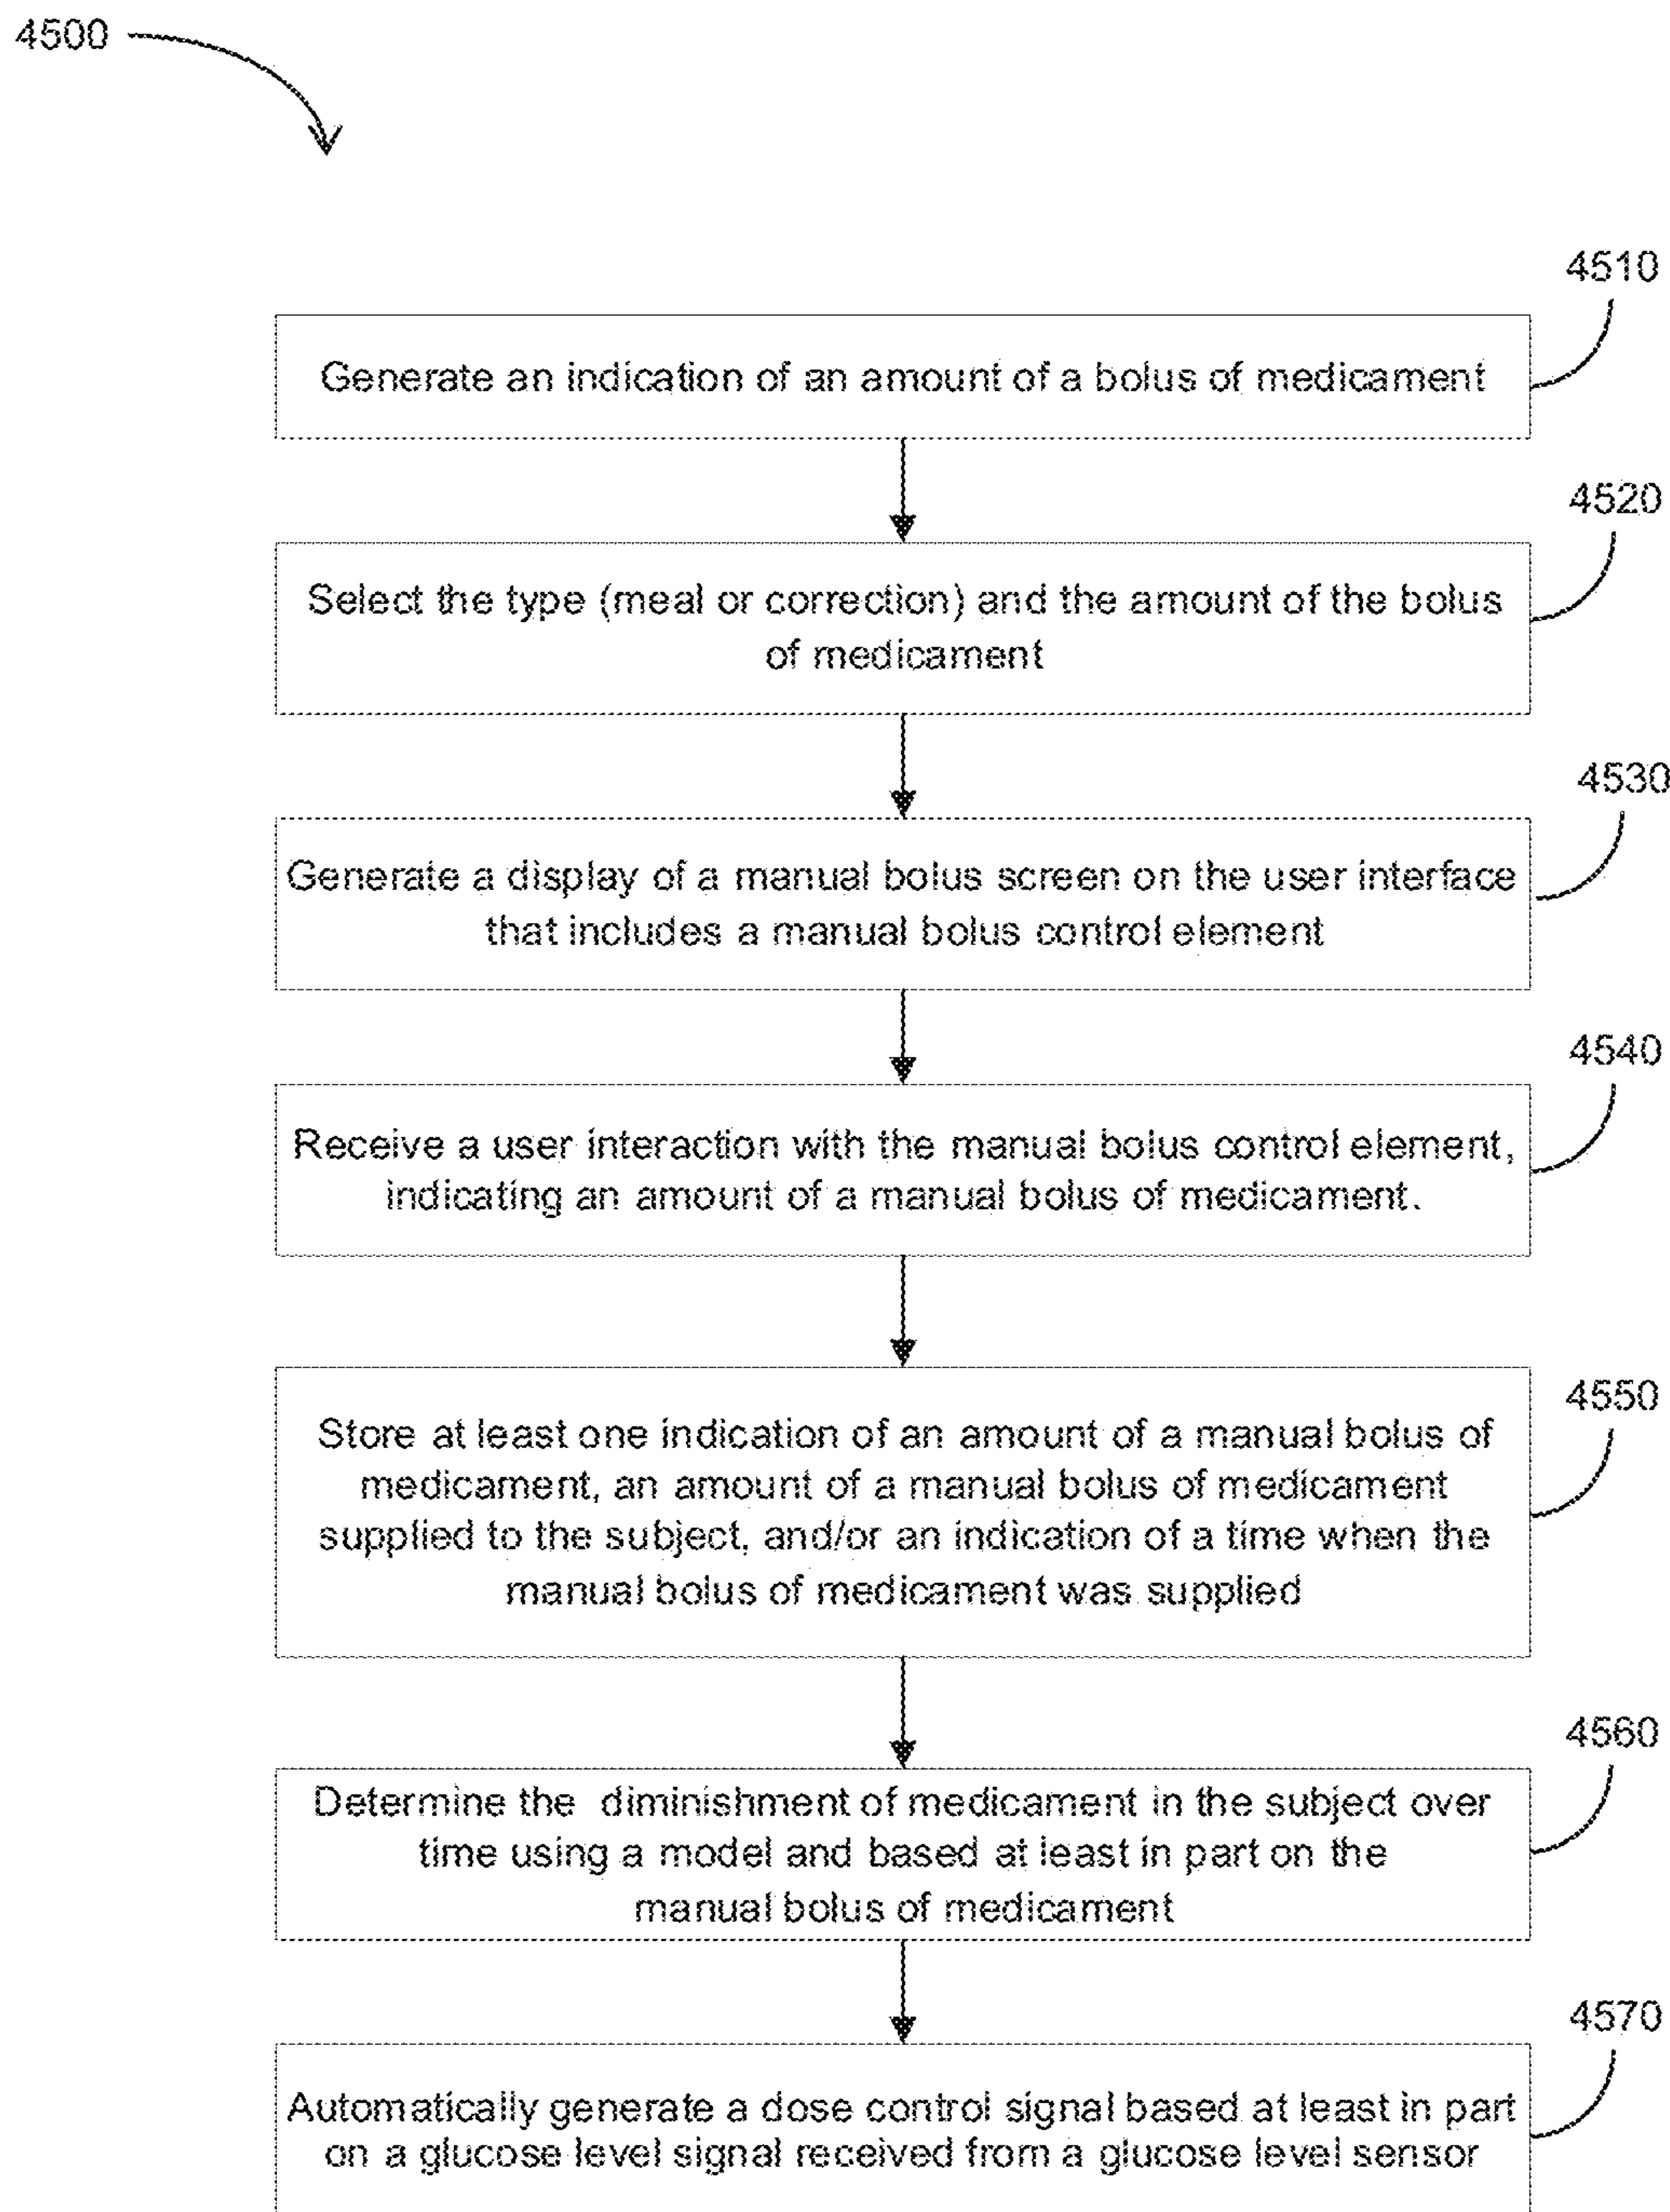 4500
4510
Generate an indication of an amount of a bolus of medicament
4520
Select the type (meal or correction) and the amount of the bolus
of medicament
4530
Generate a display of a manual bolus screen on the user interface
that includes a manual bolus control element
4540
Receive a user interaction with the manual bolus control element,
indicating an amount of a manual bolus of medicament.
4550
Store at least one indication of an amount of a manual bolus of
medicament, an amount of a manual bolus of medicament
supplied to the subject, and/or an indication of a time when the
manual bolus of medicament was supplied
4560
Determine the diminishment of medicament in the subject over
time using a model and based at least in part on the
manual bolus of medicament
4570
Automatically generate a dose control signal based at least in part
on a glucose level signal received from a glucose level sensor